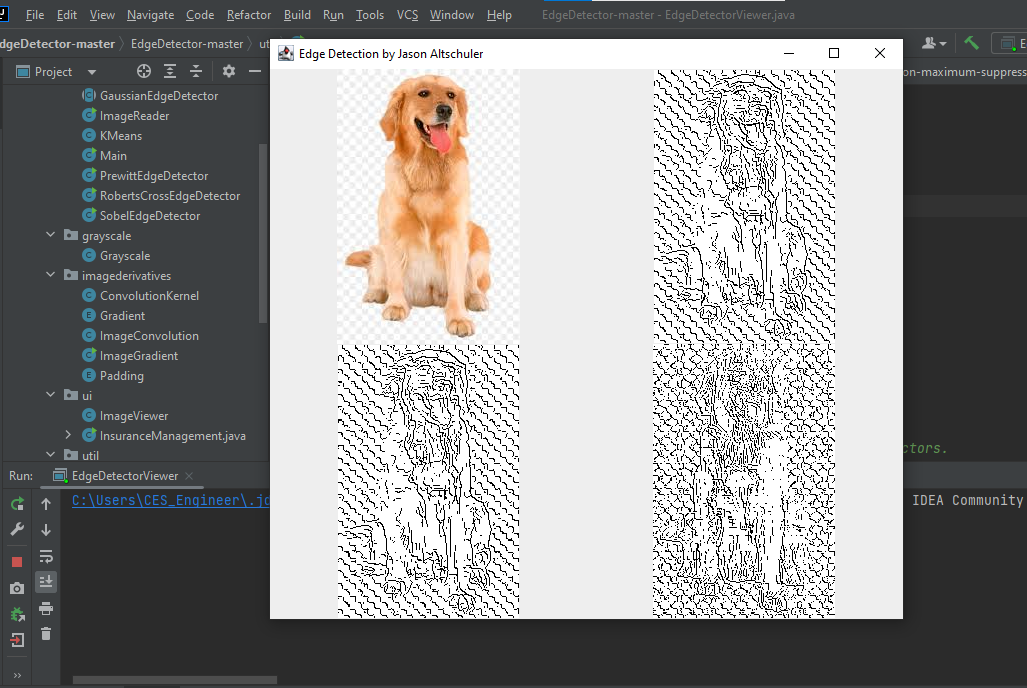 File Edit View Navigate Code Refactor Build Run Tools VCS Window Help EdgeDetector-master - EdgeDetectorViewer.java
dgeDetector-master EdgeDetector-master ut
Edge Detection by Jason Altschuler
Project
on-maximum-suppress
GaussianEdgeDetector
ImageReader
KMeans
Main
PrewittEdgeDetector
RobertsCrossEdgeDetector
SobelEdgeDetector
grayscale
Grayscale
imagederivatives
ConvolutionKernel
Gradient
ImageConvolution
ImageGradient
Padding
ui
ImageViewer
InsuranceManagement.java
ctors.
util
Run: EdgeDetectorViewer
C:\Users\CES_Engineer\.jd
IDEA Community